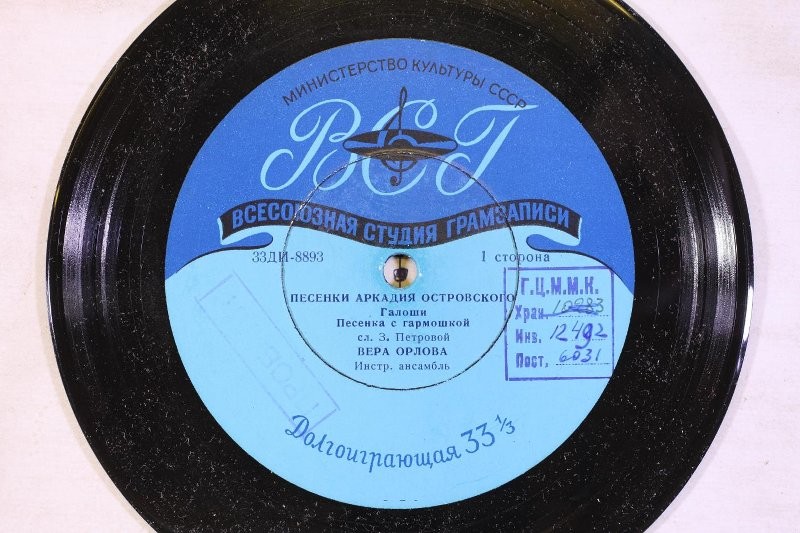 МИНИСТЕРСТВО КУЛЬТУРЫ СССР
ВСГ
ВСЕСОЮЗНАЯ СТУДИЯ ГРАМЗАПИСИ
33ДИ-8893
1 сторона
ПЕСЕНКИ АРКАДИЯ ОСТРОВСКОГО
Галоши
Песенка с гармошкой
сл. З. Петровой
ВЕРА ОРЛОВА
Инстр. ансамбль
Г.Ц.М.М.К.
Хран.
Инв. 12492
Пост. 6031
Долгоиграющая 33 1/3